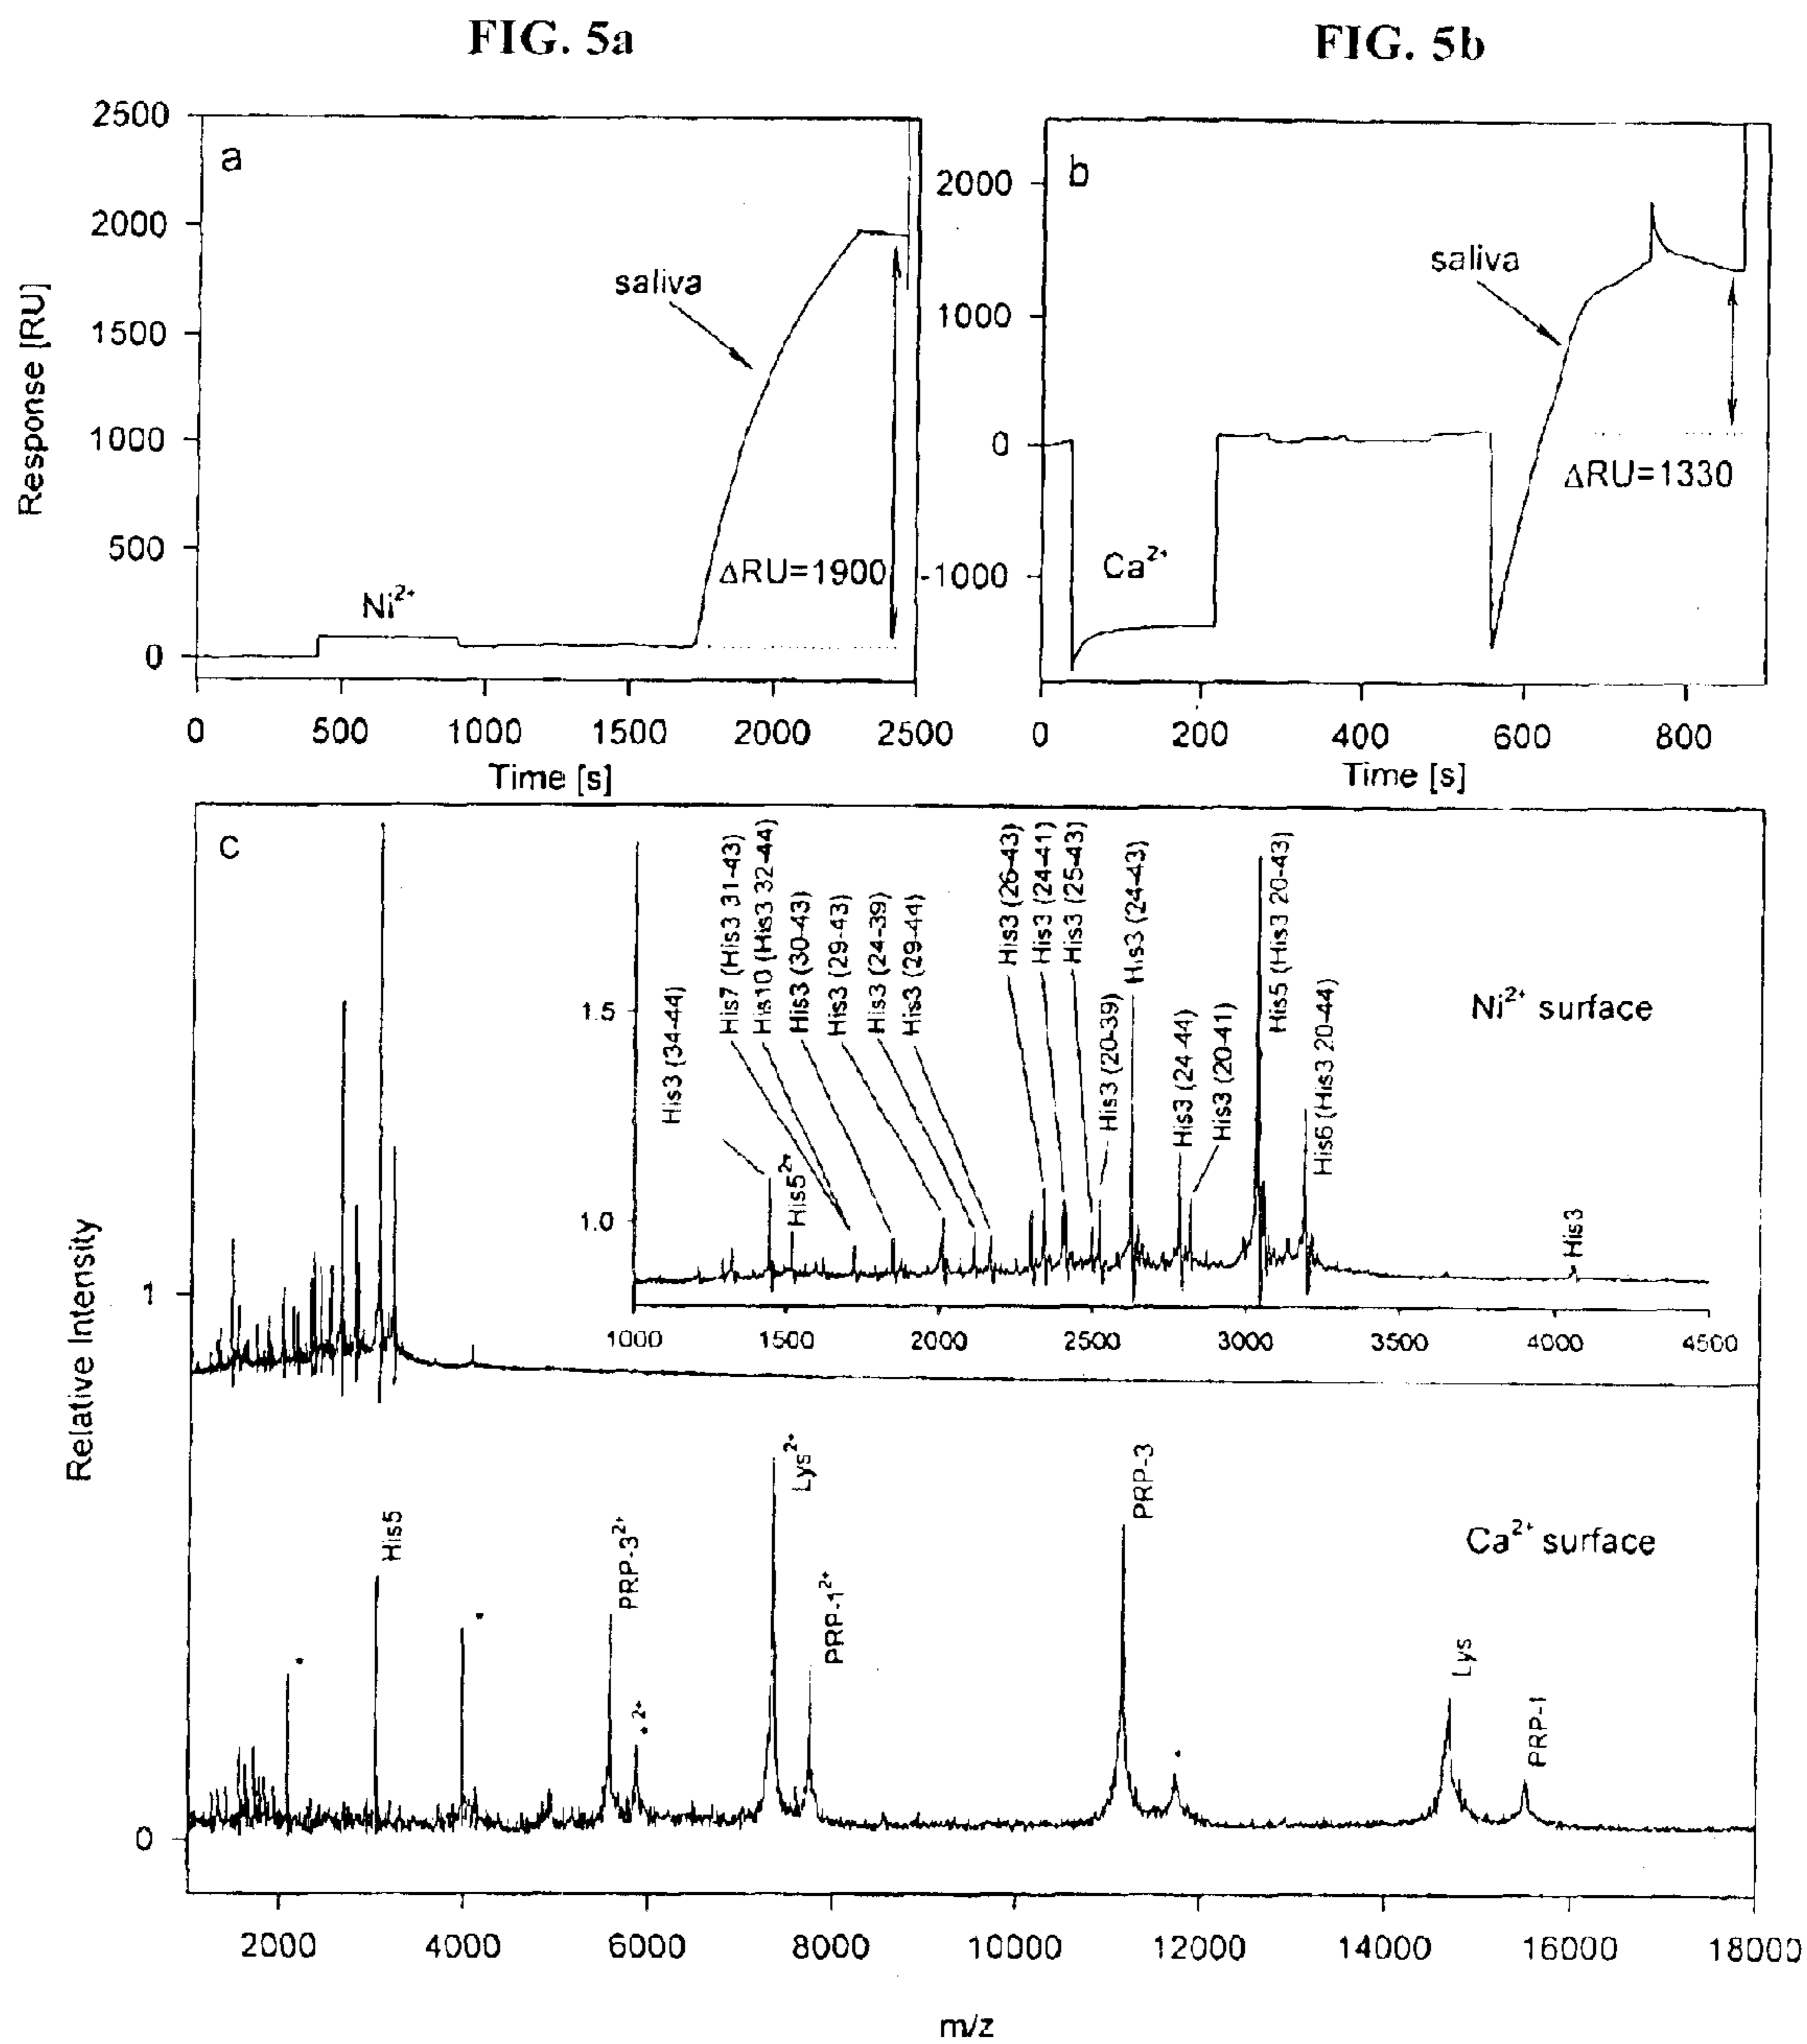 FIG. 5a
FIG. 5b
a
2500
2000
1500
1000
500
0
Response [RU]
saliva
ΔRU=1900
Ni²⁺
0 500 1000 1500 2000 2500
Time [s]
b
2000
1000
0
-1000
saliva
ΔRU=1330
Ca²⁺
0 200 400 600 800
Time [s]
c
Relative Intensity
1
0
1.5
1.0
His3 (34-44)
His5²⁺
His7 (His3 31-43)
His10 (His3 32-44)
His3 (30-43)
His3 (29-43)
His3 (24-39)
His3 (29-44)
His3 (26-43)
His3 (24-41)
His3 (25-43)
His3 (20-39)
His3 (24-43)
His3 (24-44)
His3 (20-41)
His5 (His3 20-43)
His6 (His3 20-44)
His3
Ni²⁺ surface
1000 1500 2000 2500 3000 3500 4000 4500
*
His5
*
PRP-3²⁺
*²⁺
Lys²⁺
PRP-1²⁺
PRP-3
*
Lys
PRP-1
Ca²⁺ surface
2000 4000 6000 8000 10000 12000 14000 16000 18000
m/z